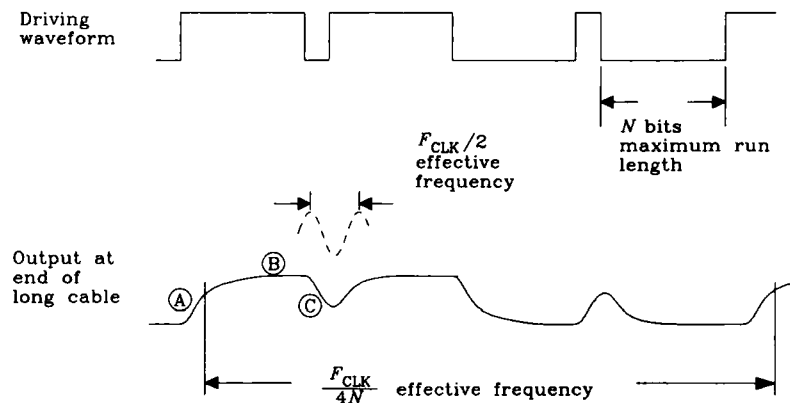 Driving
waveform
N bits
maximum run
length
F_CLK/2
effective
frequency
Output at
end of
long cable
A
B
C
F_CLK
4N
effective frequency